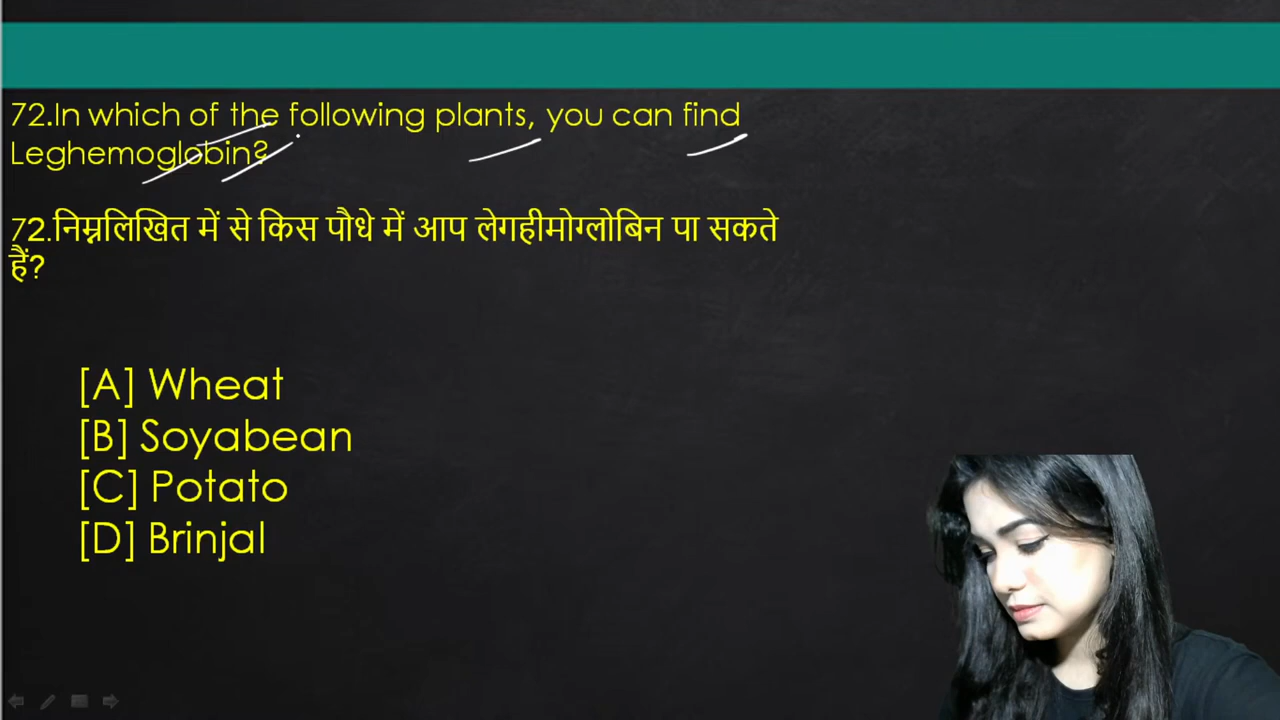 72.In which of the following plants, you can find
Leghemoglobin?
72.निम्नलिखित में से किस पौधे में आप लेगहीमोग्लोबिन पा सकते
हैं?
[A] Wheat
[B] Soyabean
[C] Potato
[D] Brinjal